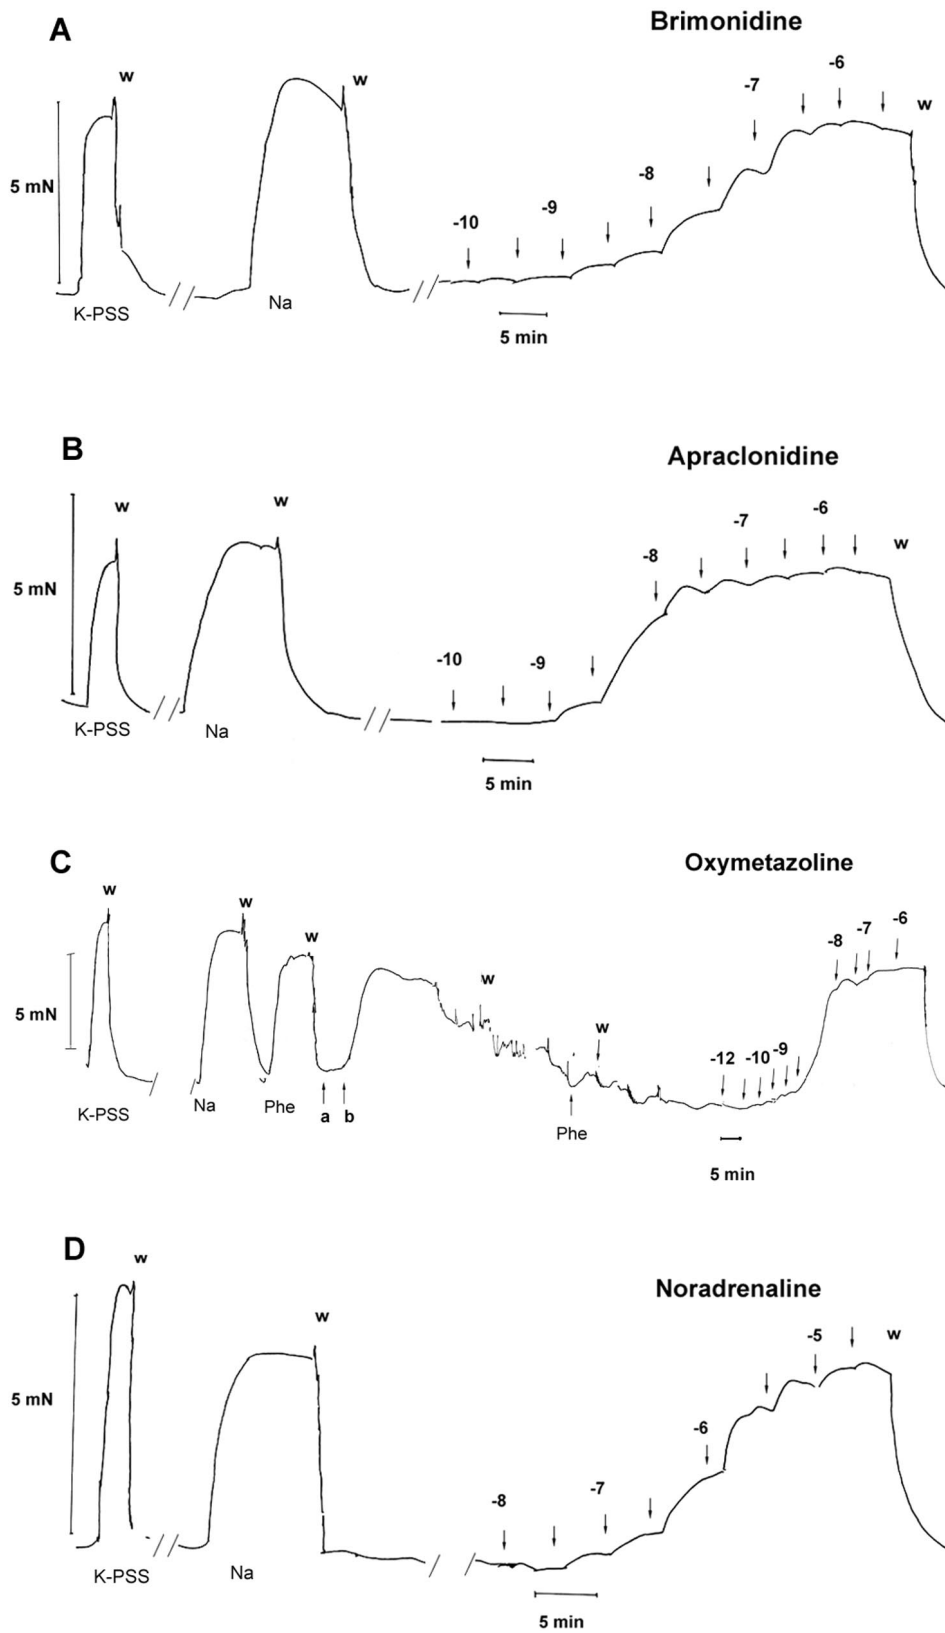 A
Brimonidine
w
w
-6
-7
w
5 mN
-8
-9
-10
K-PSS
Na
5 min
B
Apraclonidine
w
w
-6
-7
w
-8
5 mN
-10
-9
K-PSS
Na
5 min
C
Oxymetazoline
w
w
w
-6
-7
-8
w
5 mN
w
-12
-10
-9
K-PSS
Na
Phe
a
b
Phe
5 min
D
w
Noradrenaline
w
-5
w
5 mN
-6
-7
-8
K-PSS
Na
5 min